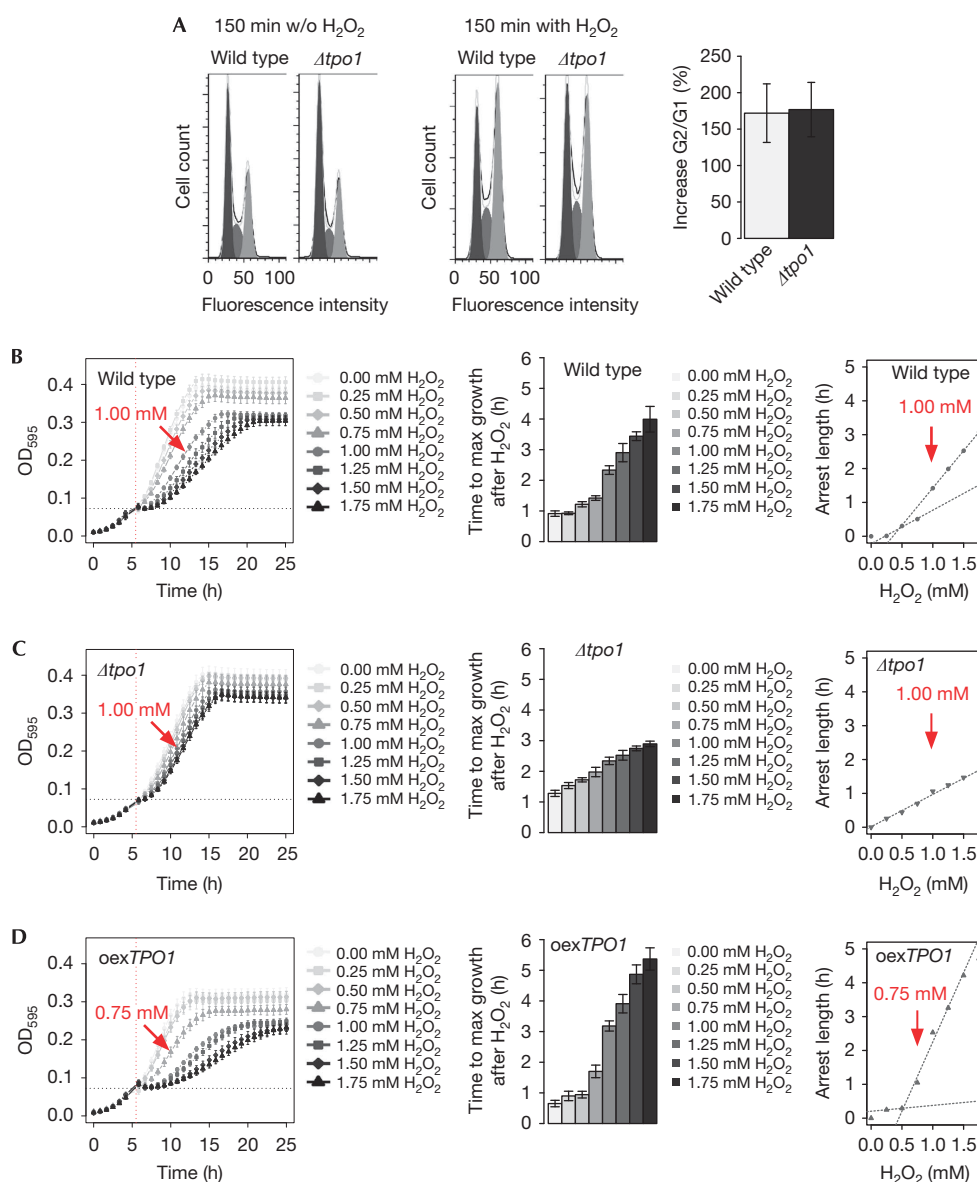 A
150 min w/o H₂O₂
150 min with H₂O₂
Wild type
Δtpo1
Wild type
Δtpo1
Cell count
Cell count
0 50 100
0 50 100
Fluorescence intensity
Fluorescence intensity
Increase G2/G1 (%)
250
200
150
100
50
0
Wild type
Δtpo1
B
Wild type
1.00 mM
OD₅₉₅
0.4
0.3
0.2
0.1
0.0
0 5 10 15 20 25
Time (h)
0.00 mM H₂O₂
0.25 mM H₂O₂
0.50 mM H₂O₂
0.75 mM H₂O₂
1.00 mM H₂O₂
1.25 mM H₂O₂
1.50 mM H₂O₂
1.75 mM H₂O₂
Time to max growth
after H₂O₂ (h)
6
5
4
3
2
1
0
Wild type
0.00 mM H₂O₂
0.25 mM H₂O₂
0.50 mM H₂O₂
0.75 mM H₂O₂
1.00 mM H₂O₂
1.25 mM H₂O₂
1.50 mM H₂O₂
1.75 mM H₂O₂
Arrest length (h)
5
4
3
2
1
0
Wild type
1.00 mM
0.0 0.5 1.0 1.5
H₂O₂ (mM)
C
Δtpo1
1.00 mM
OD₅₉₅
0.4
0.3
0.2
0.1
0.0
0 5 10 15 20 25
Time (h)
0.00 mM H₂O₂
0.25 mM H₂O₂
0.50 mM H₂O₂
0.75 mM H₂O₂
1.00 mM H₂O₂
1.25 mM H₂O₂
1.50 mM H₂O₂
1.75 mM H₂O₂
Time to max growth
after H₂O₂ (h)
6
5
4
3
2
1
0
Δtpo1
0.00 mM H₂O₂
0.25 mM H₂O₂
0.50 mM H₂O₂
0.75 mM H₂O₂
1.00 mM H₂O₂
1.25 mM H₂O₂
1.50 mM H₂O₂
1.75 mM H₂O₂
Arrest length (h)
5
4
3
2
1
0
Δtpo1
1.00 mM
0.0 0.5 1.0 1.5
H₂O₂ (mM)
D
oexTPO1
0.75 mM
OD₅₉₅
0.4
0.3
0.2
0.1
0.0
0 5 10 15 20 25
Time (h)
0.00 mM H₂O₂
0.25 mM H₂O₂
0.50 mM H₂O₂
0.75 mM H₂O₂
1.00 mM H₂O₂
1.25 mM H₂O₂
1.50 mM H₂O₂
1.75 mM H₂O₂
Time to max growth
after H₂O₂ (h)
6
5
4
3
2
1
0
oexTPO1
0.00 mM H₂O₂
0.25 mM H₂O₂
0.50 mM H₂O₂
0.75 mM H₂O₂
1.00 mM H₂O₂
1.25 mM H₂O₂
1.50 mM H₂O₂
1.75 mM H₂O₂
Arrest length (h)
5
4
3
2
1
0
oexTPO1
0.75 mM
0.0 0.5 1.0 1.5
H₂O₂ (mM)